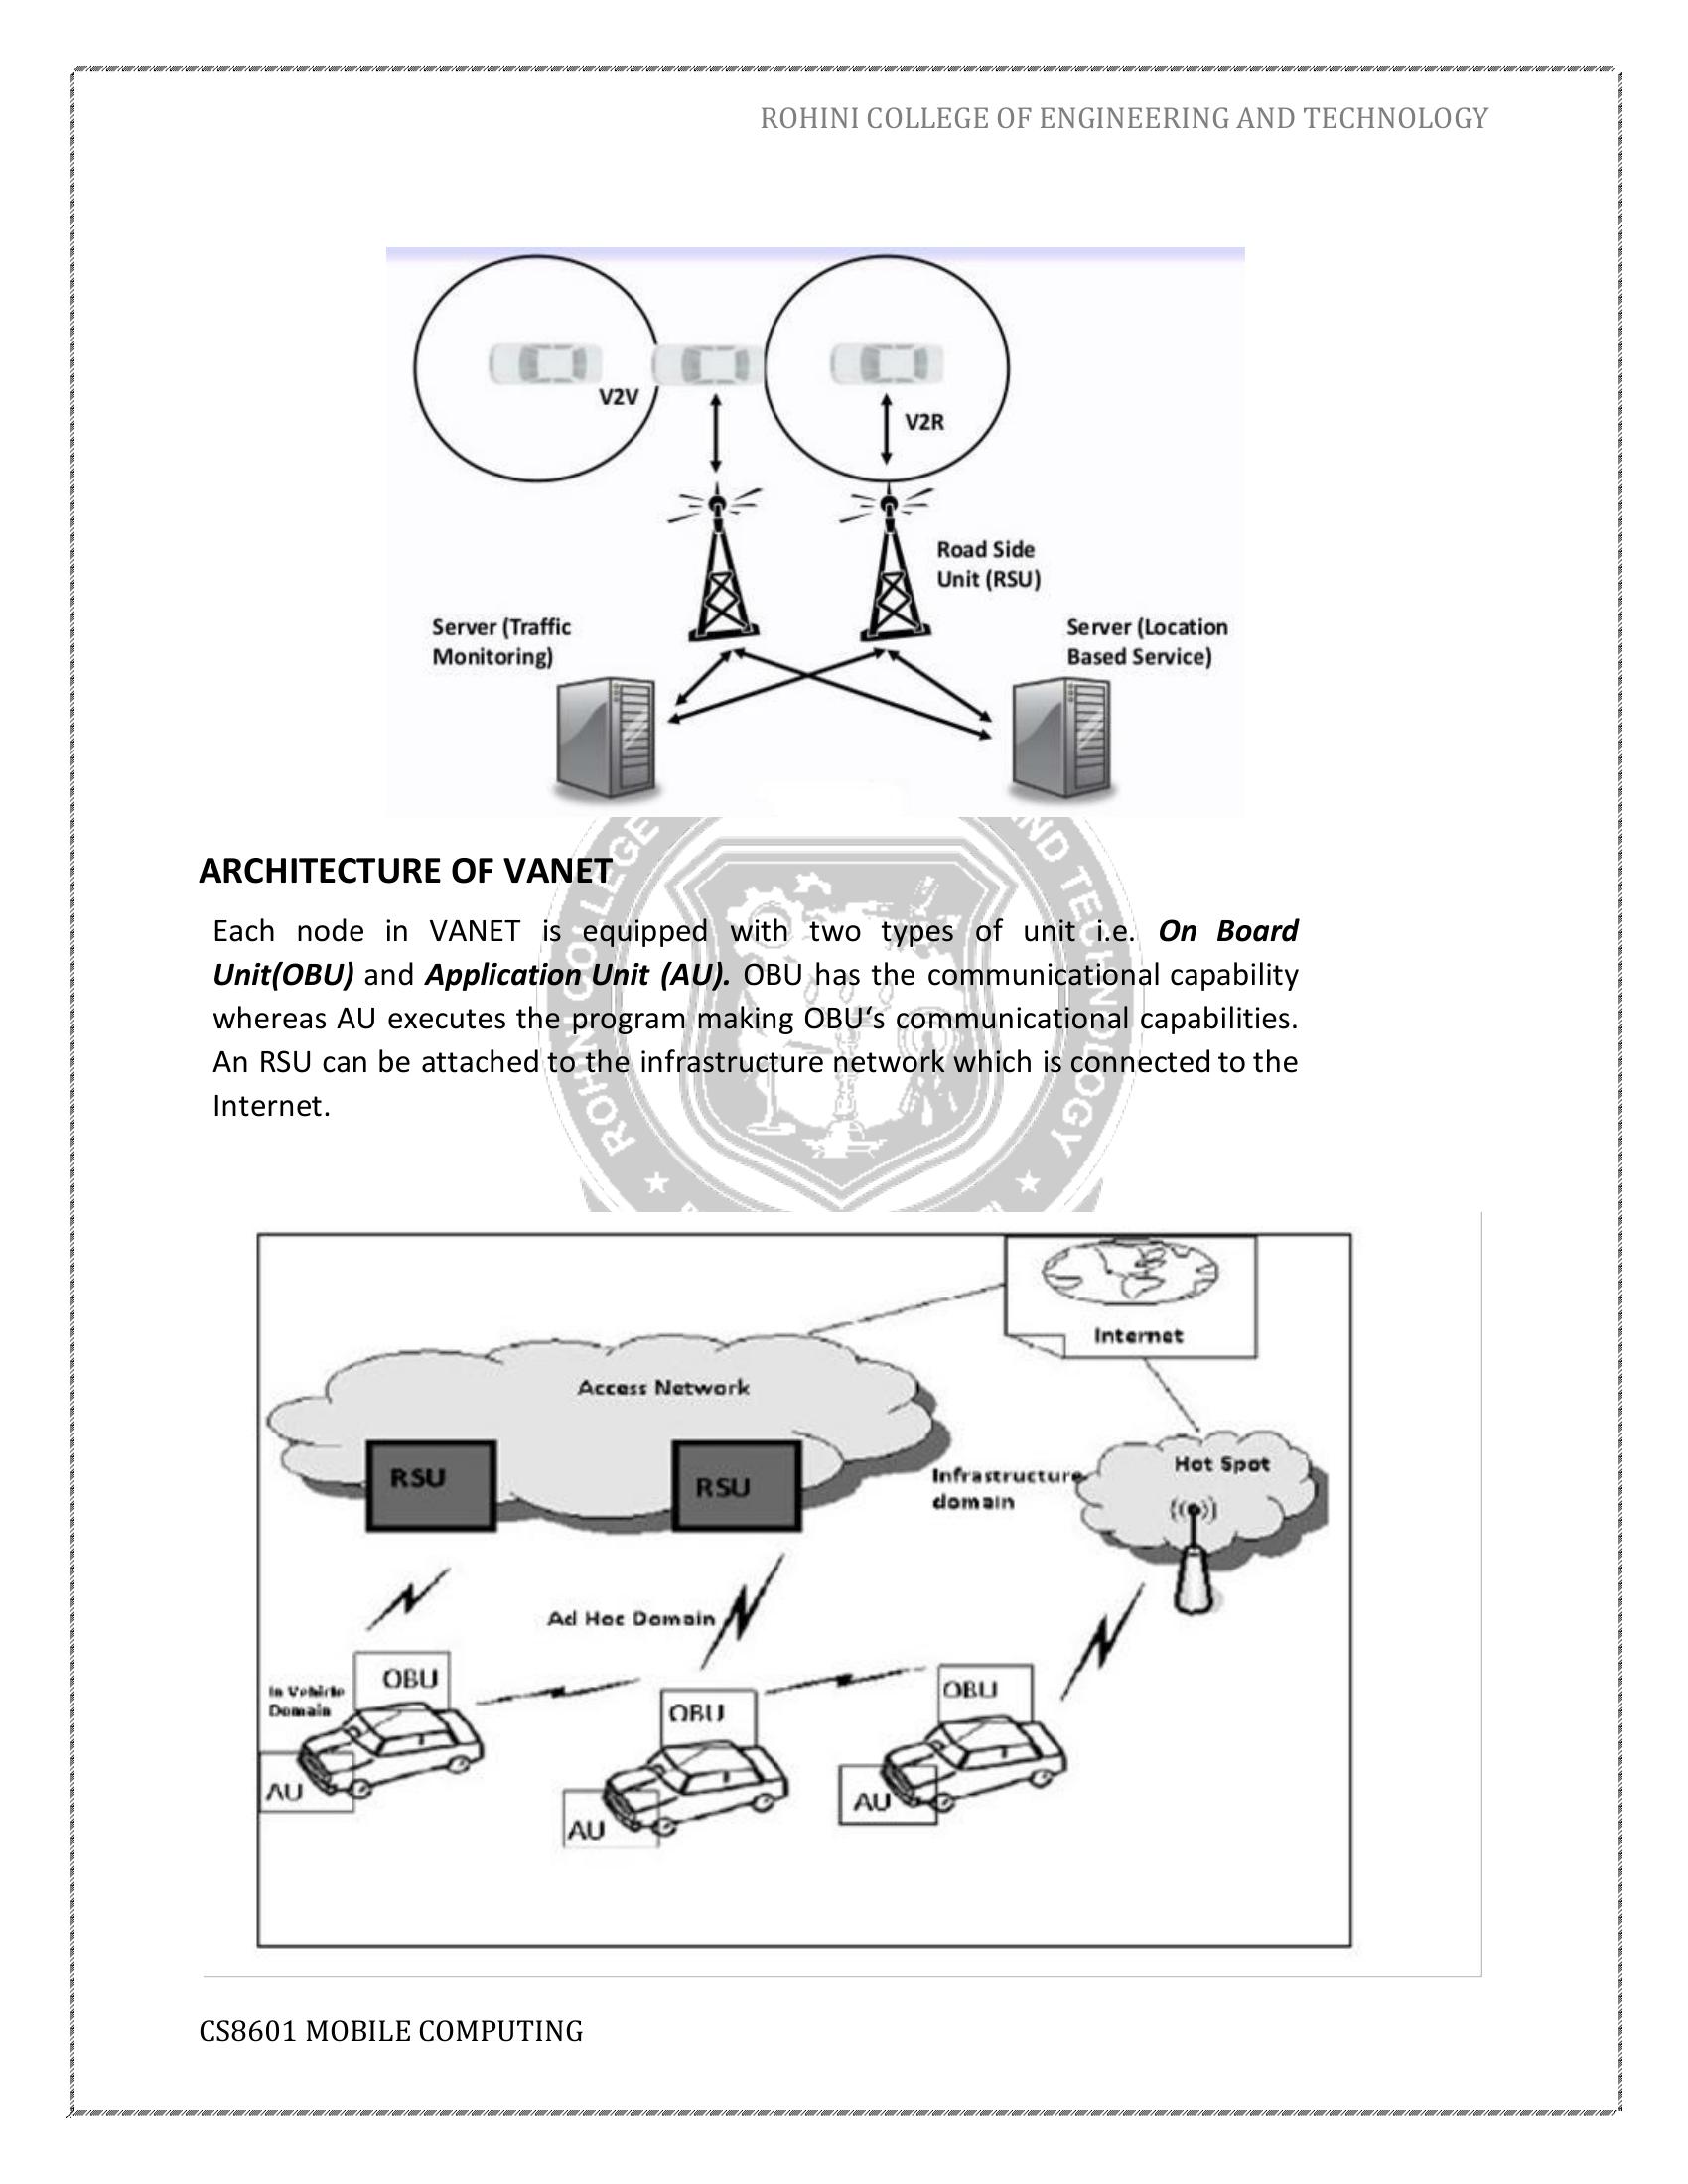 ROHINI COLLEGE OF ENGINEERING AND TECHNOLOGY
V2V
V2R
Road Side
Unit (RSU)
Server (Traffic
Monitoring)
Server (Location
Based Service)
ARCHITECTURE OF VANET
Each node in VANET is equipped with two types of unit i.e. On Board
Unit(OBU) and Application Unit (AU). OBU has the communicational capability
whereas AU executes the program making OBU‘s communicational capabilities.
An RSU can be attached to the infrastructure network which is connected to the
Internet.
ROHINI COLLEGE
ND TECHNOLOGY
Internet
Access Network
RSU
RSU
Infrastructure
domain
Hot Spot
Ad Hoc Domain
In Vehicle
Domain
OBU
OBU
OBU
AU
AU
AU
CS8601 MOBILE COMPUTING